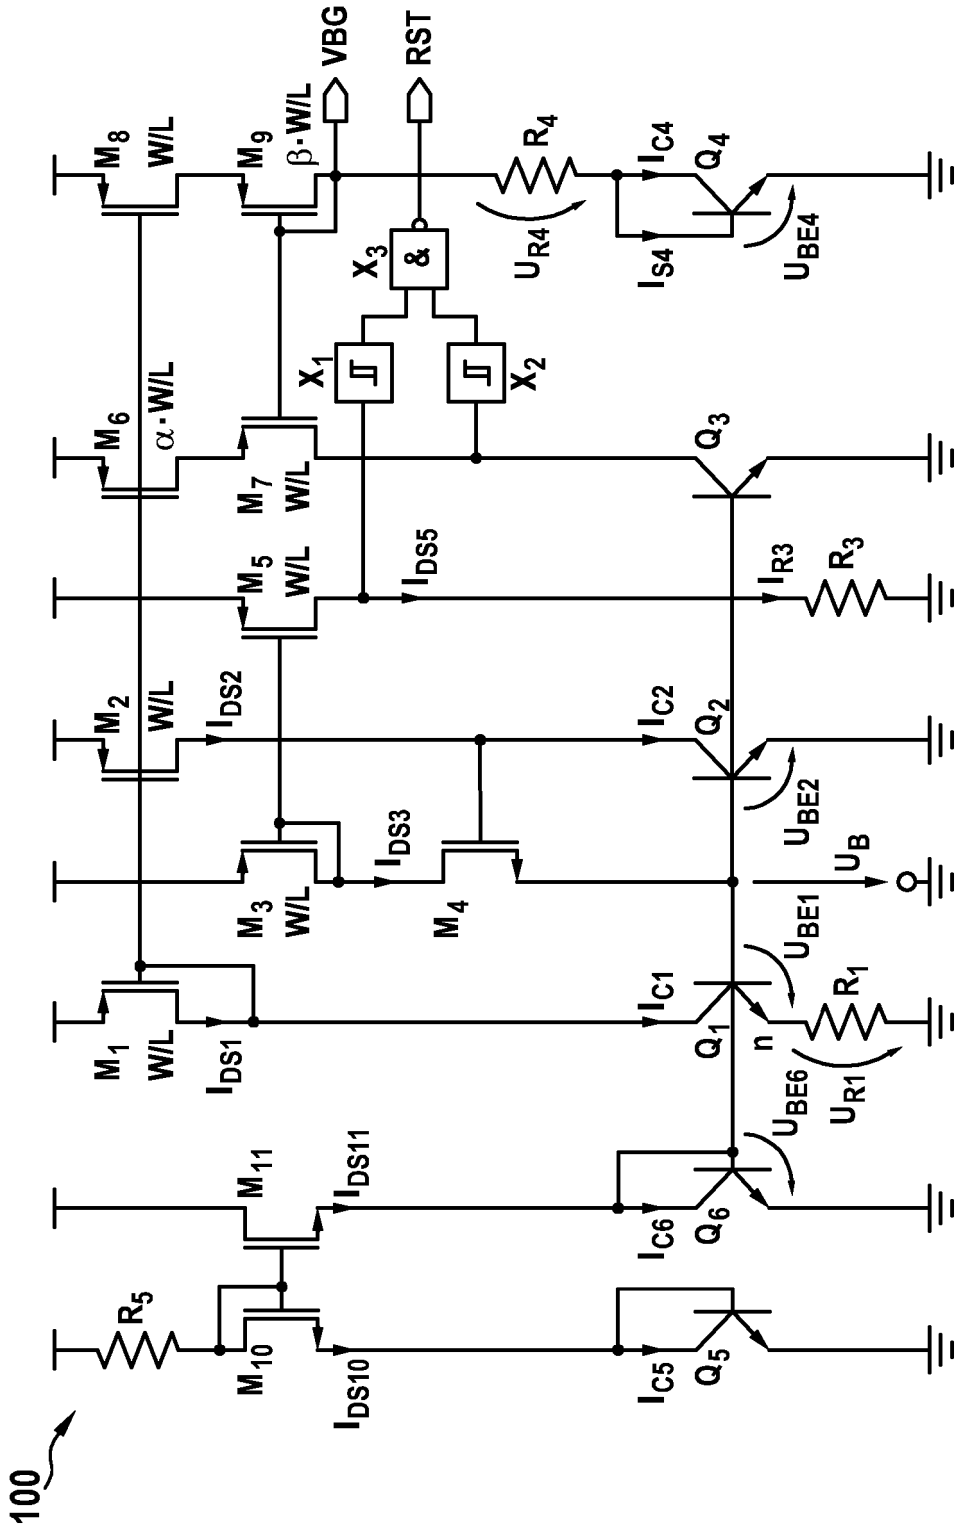 100
R5
M10
IDS10
IC5
Q5
M11
IDS11
IC6
Q6
UBE6
M1
W/L
IDS1
IC1
Q1
n
UBE1
R1
UR1
M3
W/L
IDS3
M4
UB
M2
W/L
IDS2
IC2
Q2
UBE2
M5
W/L
IDS5
IR3
R3
M6
α·W/L
M7
W/L
Q3
X1
X2
X3
&
M8
W/L
M9
β·W/L
VBG
RST
R4
UR4
IC4
IS4
Q4
UBE4